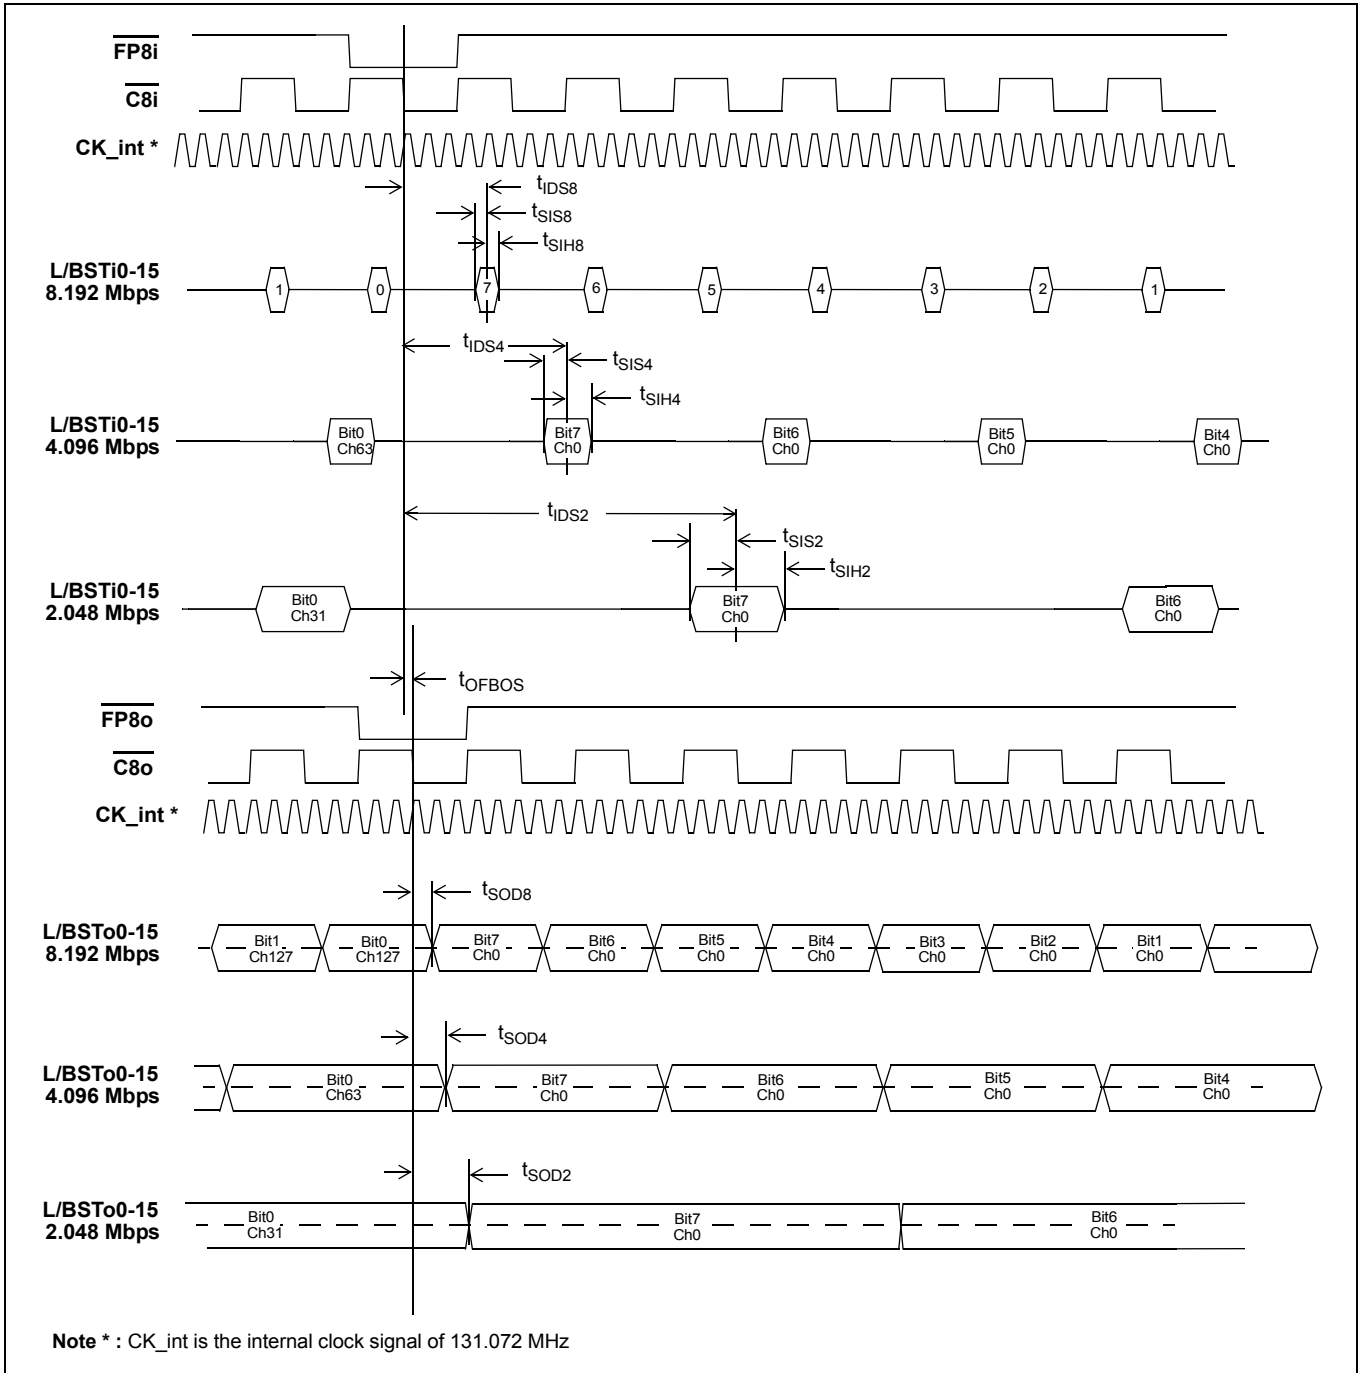 FP8i
C8i
CK_int *
tIDS8
tSIS8
tSIH8
L/BSTi0-15
8.192 Mbps
1 0 7 6 5 4 3 2 1
tIDS4
tSIS4
tSIH4
L/BSTi0-15
4.096 Mbps
Bit0 Bit7 Bit6 Bit5 Bit4
Ch63 Ch0 Ch0 Ch0 Ch0
tIDS2
tSIS2
tSIH2
L/BSTi0-15
2.048 Mbps
Bit0 Bit7 Bit6
Ch31 Ch0 Ch0
tOFBOS
FP8o
C8o
CK_int *
tSOD8
L/BSTo0-15
8.192 Mbps
Bit1 Bit0 Bit7 Bit6 Bit5 Bit4 Bit3 Bit2 Bit1
Ch127 Ch127 Ch0 Ch0 Ch0 Ch0 Ch0 Ch0 Ch0
tSOD4
L/BSTo0-15
4.096 Mbps
Bit0 Bit7 Bit6 Bit5 Bit4
Ch63 Ch0 Ch0 Ch0 Ch0
tSOD2
L/BSTo0-15
2.048 Mbps
Bit0 Bit7 Bit6
Ch31 Ch0 Ch0
Note * : CK_int is the internal clock signal of 131.072 MHz